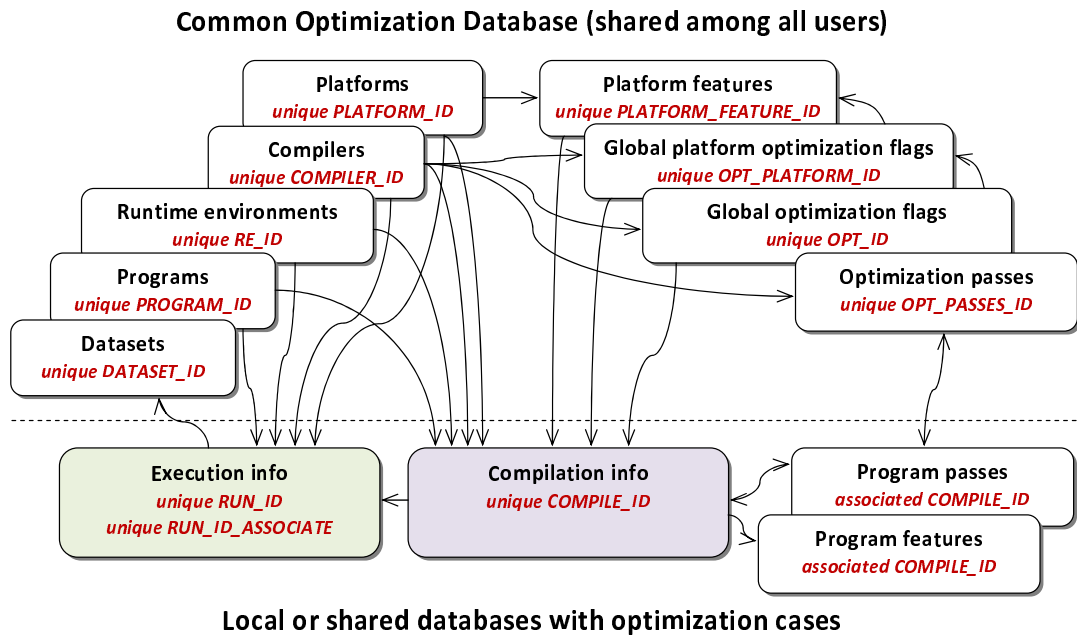 Common Optimization Database (shared among all users)
Platforms
unique PLATFORM_ID
Platform features
unique PLATFORM_FEATURE_ID
Compilers
unique COMPILER_ID
Global platform optimization flags
unique OPT_PLATFORM_ID
Runtime environments
unique RE_ID
Global optimization flags
unique OPT_ID
Programs
unique PROGRAM_ID
Optimization passes
unique OPT_PASSES_ID
Datasets
unique DATASET_ID
Execution info
unique RUN_ID
unique RUN_ID_ASSOCIATE
Compilation info
unique COMPILE_ID
Program passes
associated COMPILE_ID
Program features
associated COMPILE_ID
Local or shared databases with optimization cases